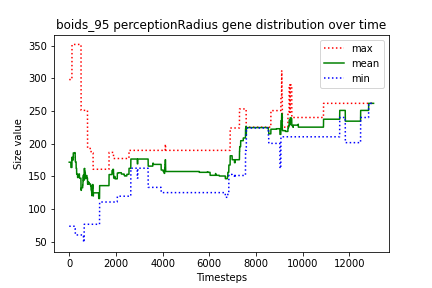 boids_95 perceptionRadius gene distribution over time
350
300
250
200
150
100
50
Size value
max
mean
min
0
2000
4000
6000
8000
10000
12000
Timesteps